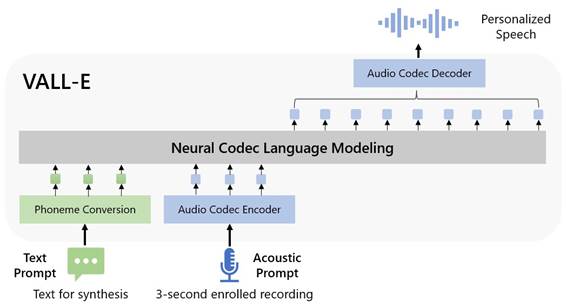 Personalized
Speech
Audio Codec Decoder
VALL-E
Neural Codec Language Modeling
Phoneme Conversion
Audio Codec Encoder
Text
Prompt
Acoustic
Prompt
Text for synthesis
3-second enrolled recording